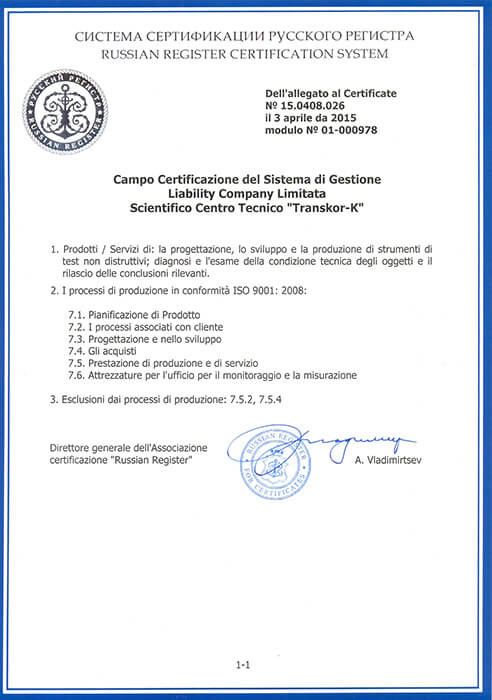 СИСТЕМА СЕРТИФИКАЦИИ РУССКОГО РЕГИСТРА
RUSSIAN REGISTER CERTIFICATION SYSTEM
РУССКИЙ РЕГИСТР
RUSSIAN REGISTER
Dell'allegato al Certificate
№ 15.0408.026
il 3 aprile da 2015
modulo № 01-000978
Campo Certificazione del Sistema di Gestione
Liability Company Limitata
Scientifico Centro Tecnico "Transkor-K"
1. Prodotti / Servizi di: la progettazione, lo sviluppo e la produzione di strumenti di
test non distruttivi; diagnosi e l'esame della condizione tecnica degli oggetti e il
rilascio delle conclusioni rilevanti.
2. I processi di produzione in conformità ISO 9001: 2008:
7.1. Pianificazione di Prodotto
7.2. I processi associati con cliente
7.3. Progettazione e nello sviluppo
7.4. Gli acquisti
7.5. Prestazione di produzione e di servizio
7.6. Attrezzature per l'ufficio per il monitoraggio e la misurazione
3. Esclusioni dai processi di produzione: 7.5.2, 7.5.4
Direttore generale dell'Associazione
certificazione "Russian Register"
RUSSIAN REGISTER
FOR CERTIFICATES
A. Vladimirtsev
1-1